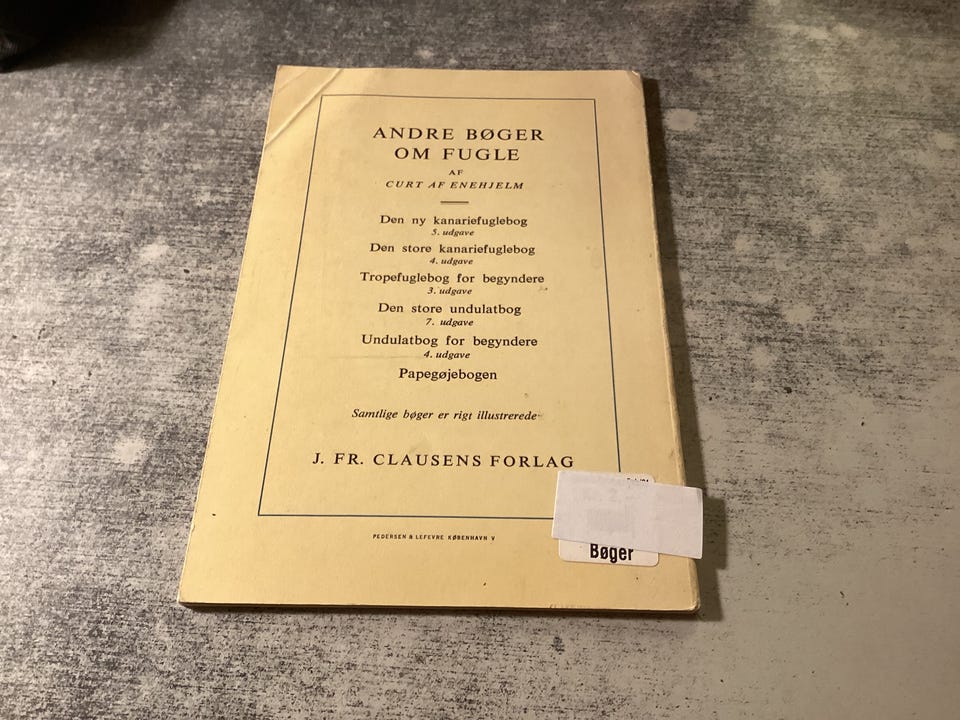 ANDRE BØGER
OM FUGLE
AF
CURT AF ENEHJELM
Den ny kanariefuglebog
5. udgave
Den store kanariefuglebog
4. udgave
Tropefuglebog for begyndere
3. udgave
Den store undulatbog
7. udgave
Undulatbog for begyndere
4. udgave
Papegøjebogen
Samtlige bøger er rigt illustrerede
J. FR. CLAUSENS FORLAG
PEDERSEN & LEFEVRE KØBENHAVN V
Bøger